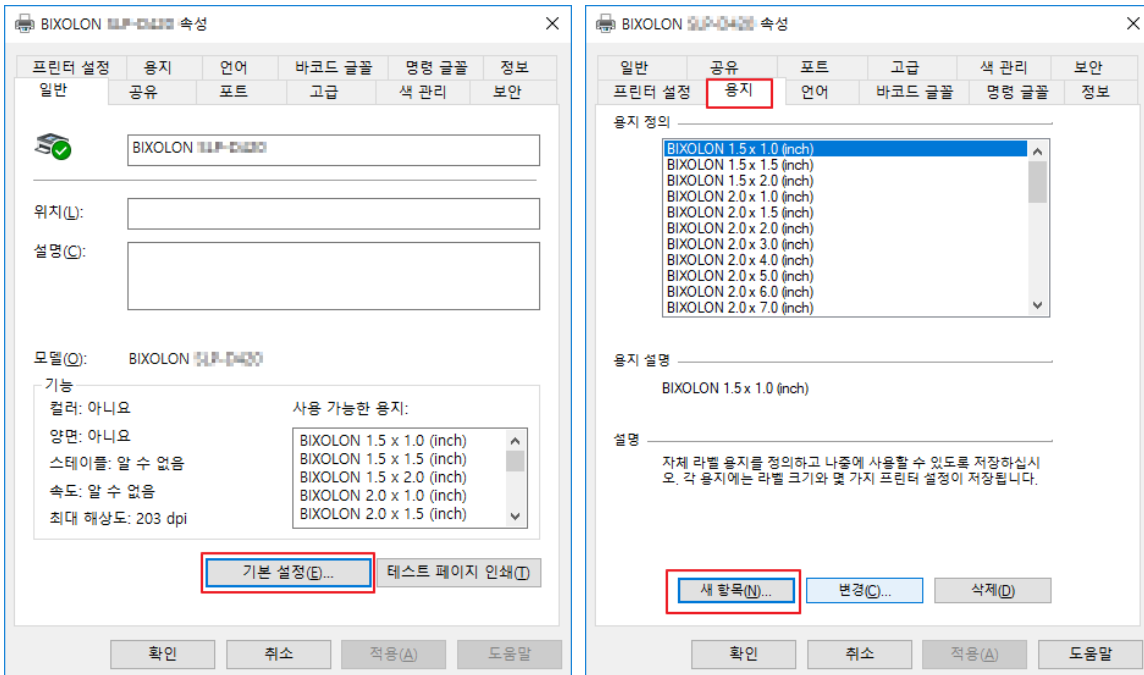 BIXOLON 속성
프린터 설정 용지 언어 바코드 글꼴 명령 글꼴 정보
일반 공유 포트 고급 색 관리 보안
BIXOLON
위치(L):
설명(C):
모델(O): BIXOLON
기능
컬러: 아니요
양면: 아니요
스테이플: 알 수 없음
속도: 알 수 없음
최대 해상도: 203 dpi
사용 가능한 용지:
BIXOLON 1.5 x 1.0 (inch)
BIXOLON 1.5 x 1.5 (inch)
BIXOLON 1.5 x 2.0 (inch)
BIXOLON 2.0 x 1.0 (inch)
BIXOLON 2.0 x 1.5 (inch)
기본 설정(E)... 테스트 페이지 인쇄(T)
확인 취소 적용(A) 도움말
BIXOLON 속성
일반 공유 포트 고급 색 관리 보안
프린터 설정 용지 언어 바코드 글꼴 명령 글꼴 정보
용지 정의
BIXOLON 1.5 x 1.0 (inch)
BIXOLON 1.5 x 1.5 (inch)
BIXOLON 1.5 x 2.0 (inch)
BIXOLON 2.0 x 1.0 (inch)
BIXOLON 2.0 x 1.5 (inch)
BIXOLON 2.0 x 2.0 (inch)
BIXOLON 2.0 x 3.0 (inch)
BIXOLON 2.0 x 4.0 (inch)
BIXOLON 2.0 x 5.0 (inch)
BIXOLON 2.0 x 6.0 (inch)
BIXOLON 2.0 x 7.0 (inch)
용지 설명
BIXOLON 1.5 x 1.0 (inch)
설명
자체 라벨 용지를 정의하고 나중에 사용할 수 있도록 저장하십시
오. 각 용지에는 라벨 크기와 몇 가지 프린터 설정이 저장됩니다.
새 항목(N)... 변경(C)... 삭제(D)
확인 취소 적용(A) 도움말